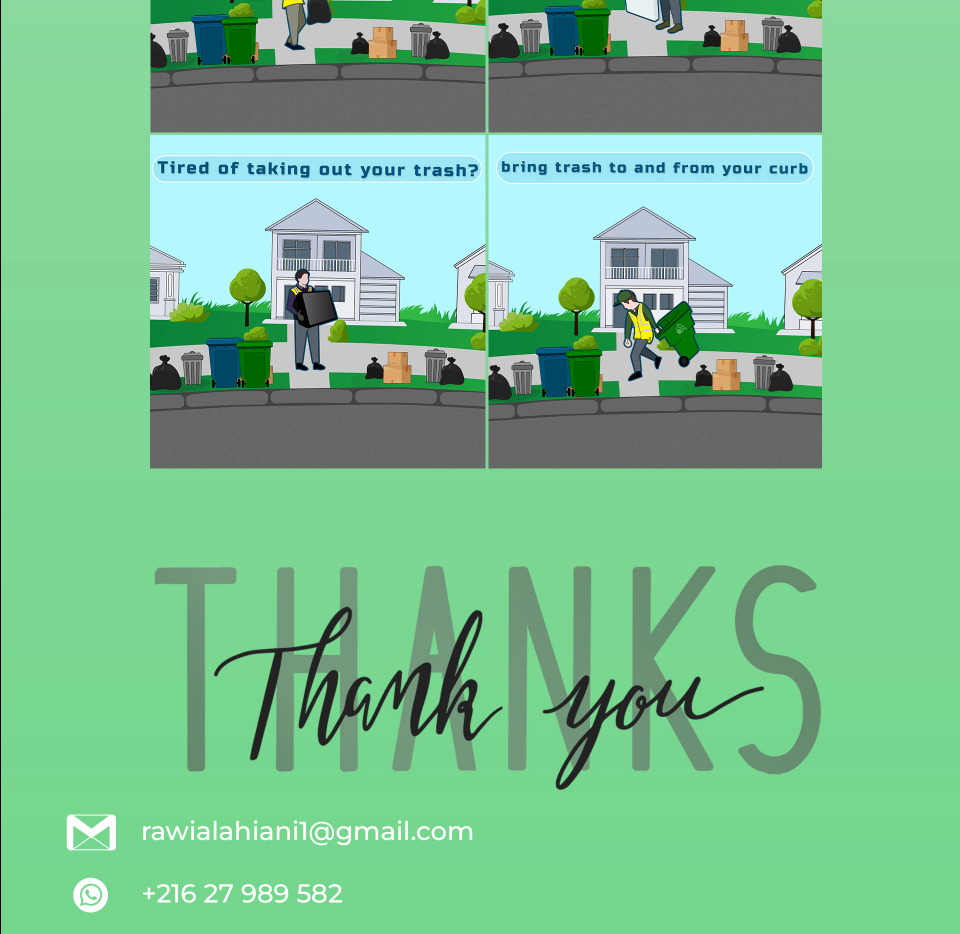 Tired of taking out your trash?
bring trash to and from your curb
THANKS
Thank you
rawialahiani1@gmail.com
+216 27 989 582